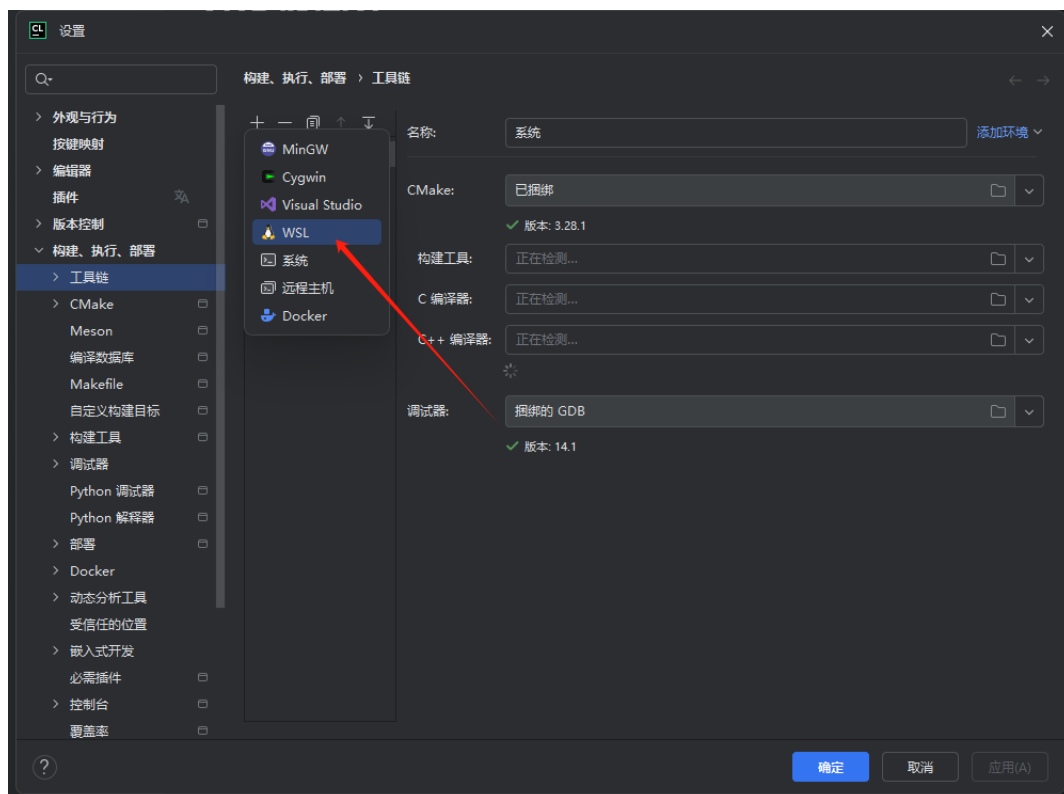 CL 设置
构建、执行、部署 › 工具链
外观与行为
按键映射
编辑器
插件
版本控制
构建、执行、部署
工具链
CMake
Meson
编译数据库
Makefile
自定义构建目标
构建工具
调试器
Python 调试器
Python 解释器
部署
Docker
动态分析工具
受信任的位置
嵌入式开发
必需插件
控制台
覆盖率
MinGW
Cygwin
Visual Studio
WSL
系统
远程主机
Docker
名称: 系统 添加环境
CMake: 已捆绑
版本: 3.28.1
构建工具: 正在检测...
C 编译器: 正在检测...
C++ 编译器: 正在检测...
调试器: 捆绑的 GDB
版本: 14.1
? 确定 取消 应用(A)